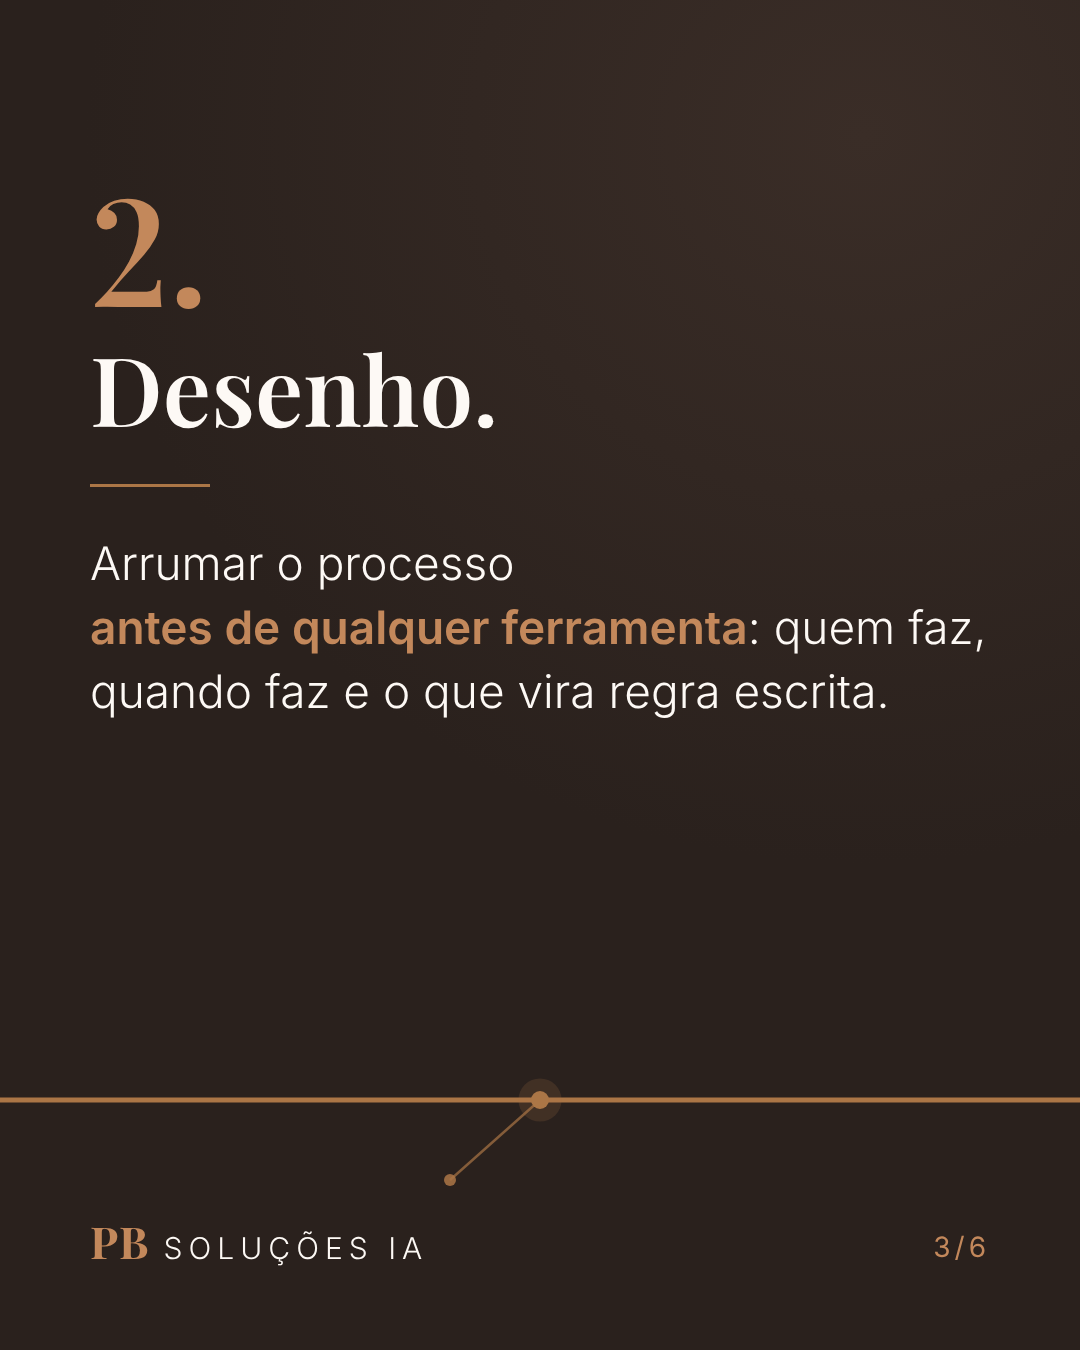 2.
Desenho.
Arrumar o processo
antes de qualquer ferramenta: quem faz,
quando faz e o que vira regra escrita.
PB SOLUÇÕES IA
3/6